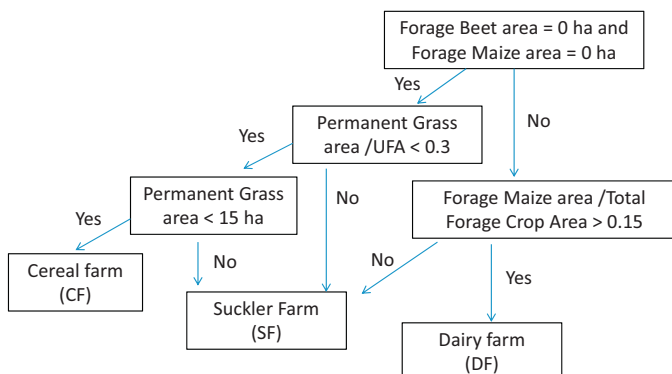 Forage Beet area = 0 ha and
Forage Maize area = 0 ha
Yes
No
Permanent Grass
area /UFA < 0.3
Yes
No
Permanent Grass
area < 15 ha
Forage Maize area /Total
Forage Crop Area > 0.15
Yes
No
No
Yes
Cereal farm
(CF)
Suckler Farm
(SF)
Dairy farm
(DF)